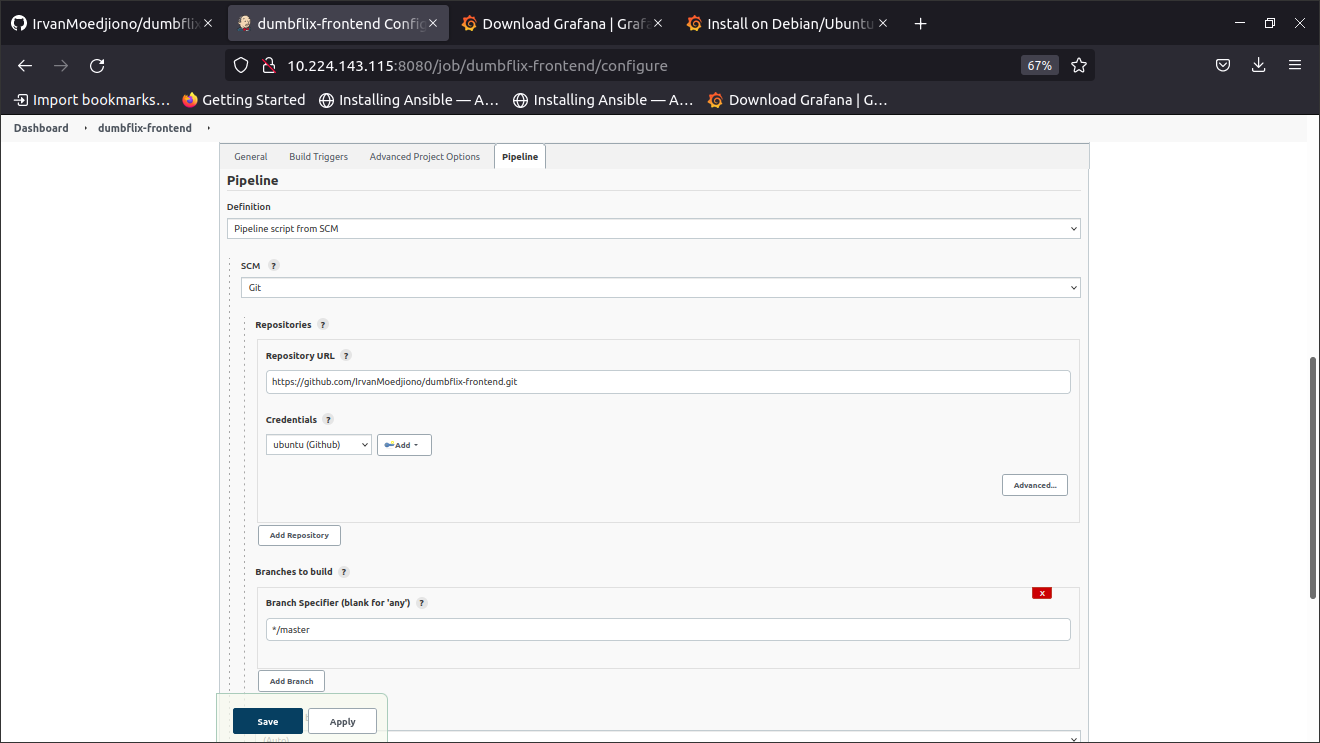 IrvanMoedjiono/dumbflix
dumbflix-frontend Config
Download Grafana | Graf
Install on Debian/Ubuntu
10.224.143.115:8080/job/dumbflix-frontend/configure
67%
Import bookmarks...
Getting Started
Installing Ansible — A...
Installing Ansible — A...
Download Grafana | G...
Dashboard
dumbflix-frontend
General
Build Triggers
Advanced Project Options
Pipeline
Pipeline
Definition
Pipeline script from SCM
SCM ?
Git
Repositories ?
Repository URL ?
https://github.com/IrvanMoedjiono/dumbflix-frontend.git
Credentials ?
ubuntu (Github)
Add
Advanced...
Add Repository
Branches to build ?
X
Branch Specifier (blank for 'any') ?
*/master
Add Branch
Save
Apply
(Auto)